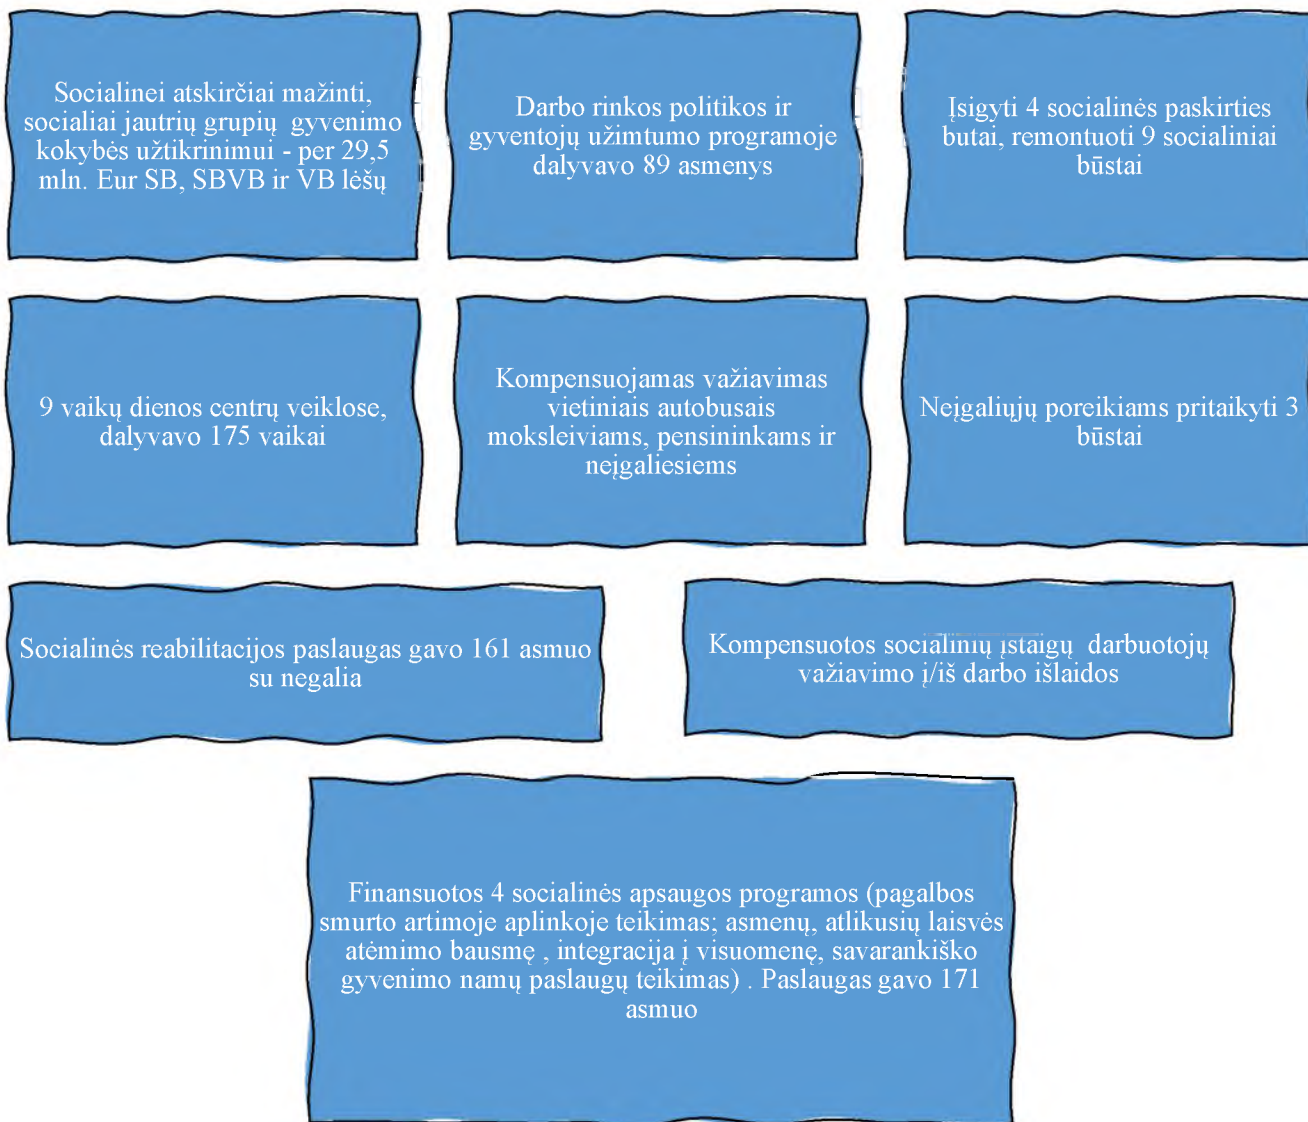 Socialinei atskirčiai mažinti,
socialiai jautrių grupių gyvenimo
kokybės užtikrinimui - per 29,5
mln. Eur SB, SBVB ir VB lėšų
Darbo rinkos politikos ir
gyventojų užimtumo programoje
dalyvavo 89 asmenys
Įsigyti 4 socialinės paskirties
butai, remontuoti 9 socialiniai
būstai
9 vaikų dienos centrų veiklose,
dalyvavo 175 vaikai
Kompensuojamas važiavimas
vietiniais autobusais
moksleiviams, pensininkams ir
neįgaliesiems
Neįgaliųjų poreikiams pritaikyti 3
būstai
Socialinės reabilitacijos paslaugas gavo 161 asmuo
su negalia
Kompensuotos socialinių įstaigų darbuotojų
važiavimo į/iš darbo išlaidos
Finansuotos 4 socialinės apsaugos programos (pagalbos
smurto artimoje aplinkoje teikimas; asmenų, atlikusių laisvės
atėmimo bausmę , integracija į visuomenę, savarankiško
gyvenimo namų paslaugų teikimas) . Paslaugas gavo 171
asmuo